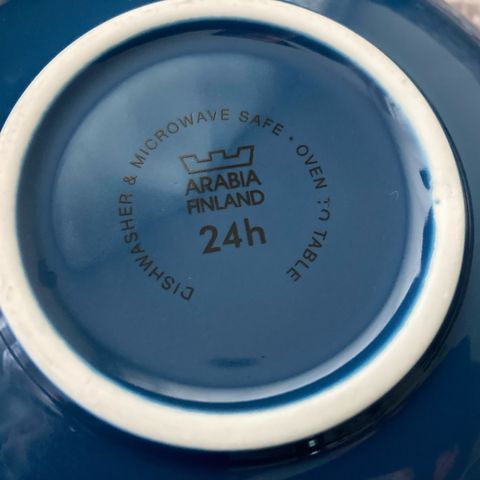 DISHWASHER & MICROWAVE SAFE · OVEN TO TABLE
ARABIA
FINLAND
24h